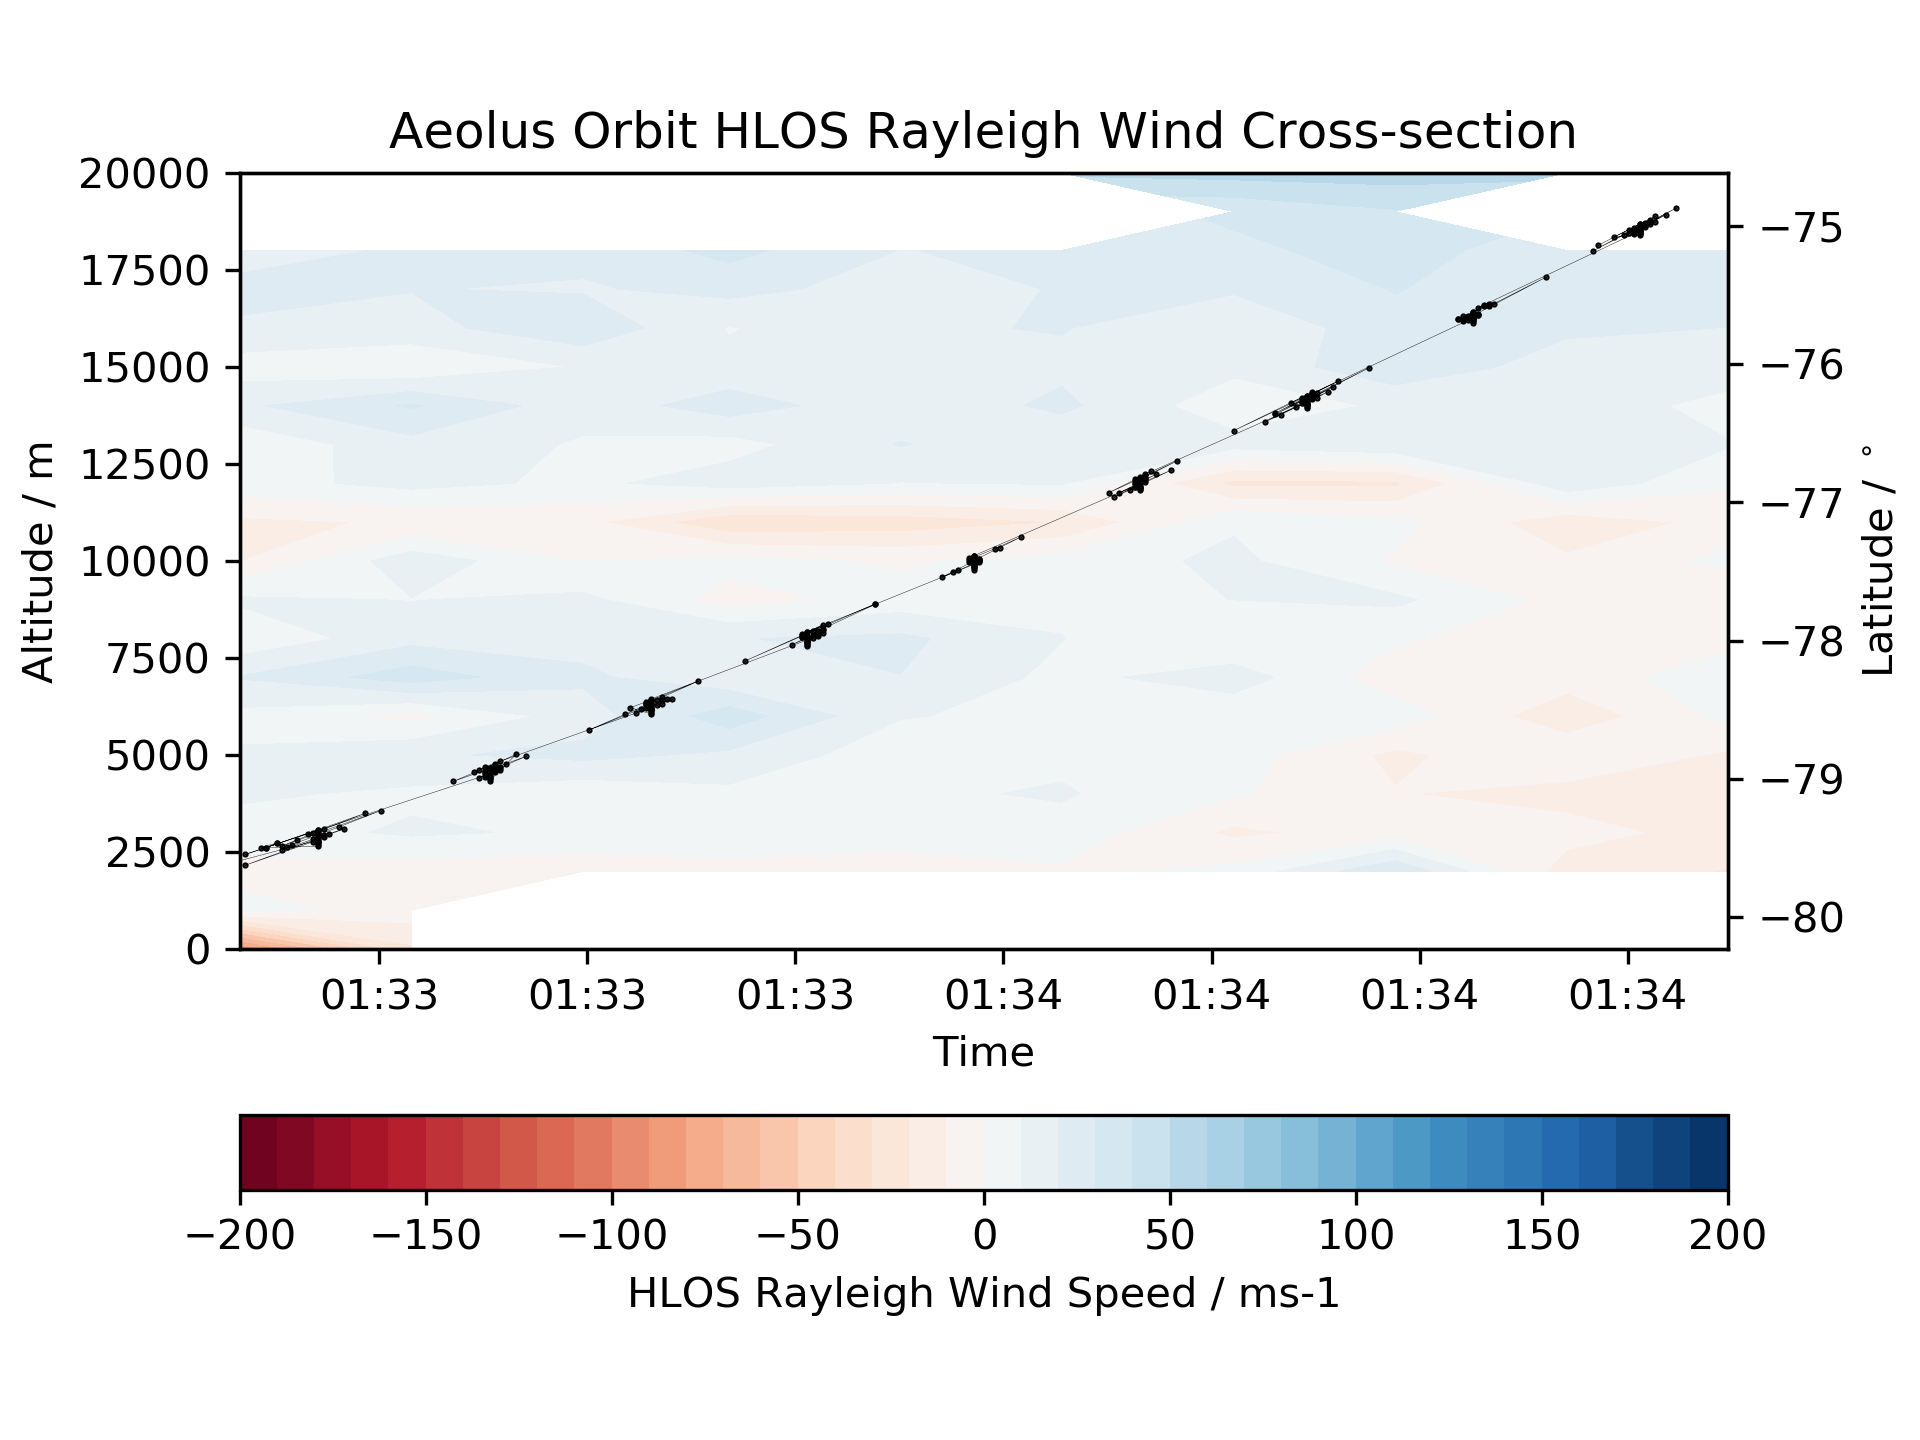 Aeolus Orbit HLOS Rayleigh Wind Cross-section
20000
17500
15000
12500
10000
7500
5000
2500
0
Altitude / m
−75
−76
−77
−78
−79
−80
Latitude / °
01:33 01:33 01:33 01:34 01:34 01:34 01:34
Time
−200 −150 −100 −50 0 50 100 150 200
HLOS Rayleigh Wind Speed / ms-1